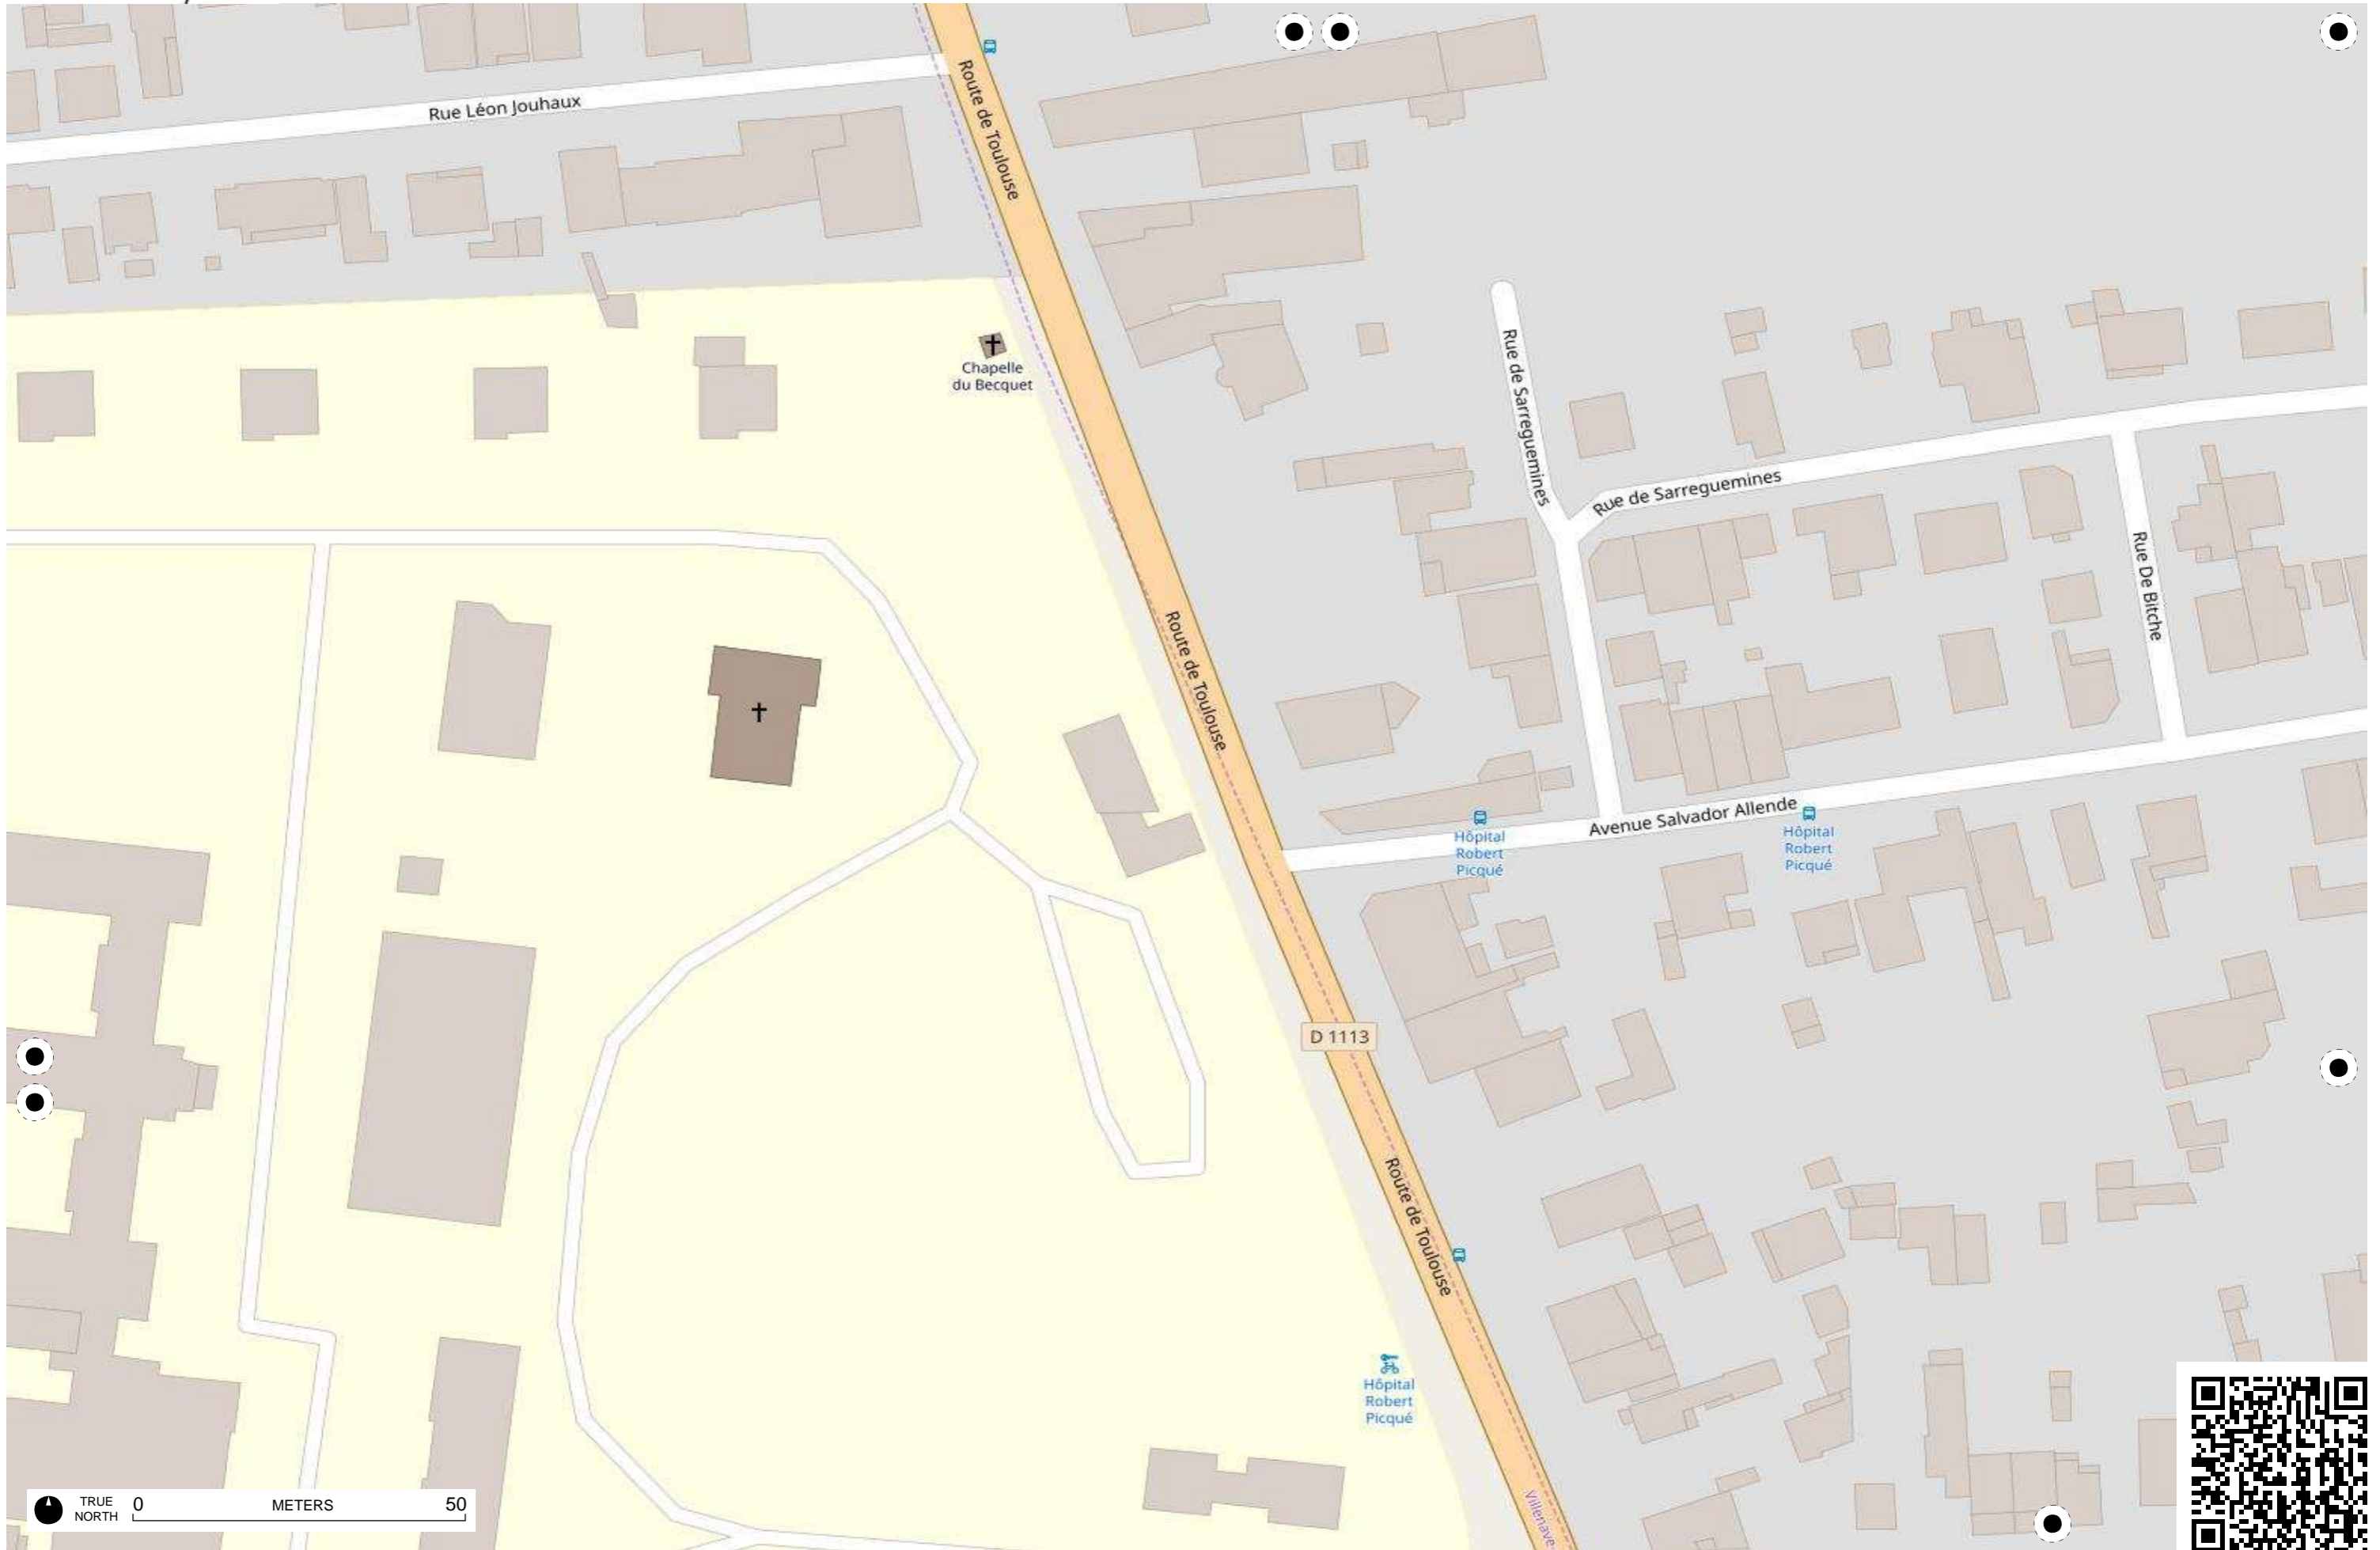 Rue Léon Jouhaux
Route de Toulouse
Chapelle
du Becquet
Rue de Sarreguemines
Rue de Sarreguemines
Rue De Bitche
Route de Toulouse
Avenue Salvador Allende
Hôpital
Robert
Picqué
Hôpital
Robert
Picqué
D 1113
Route de Toulouse
Hôpital
Robert
Picqué
Villenave
TRUE
NORTH
0 METERS 50